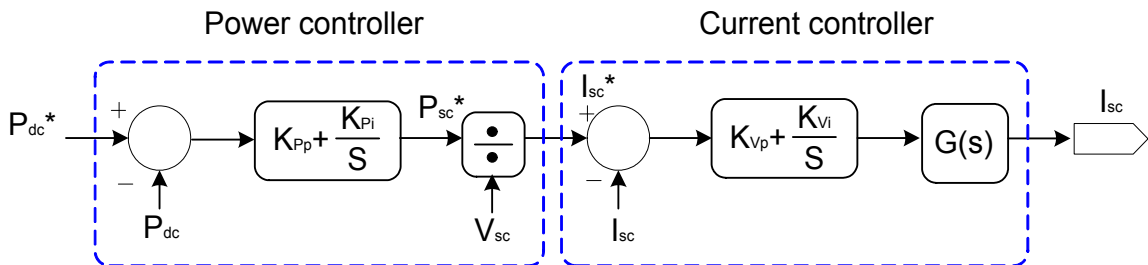 Power controller
Current controller
Pdc*
+
−
Pdc
KPp+ KPi
S
Psc*
÷
Vsc
Isc*
+
−
Isc
KVp+ KVi
S
G(s)
Isc